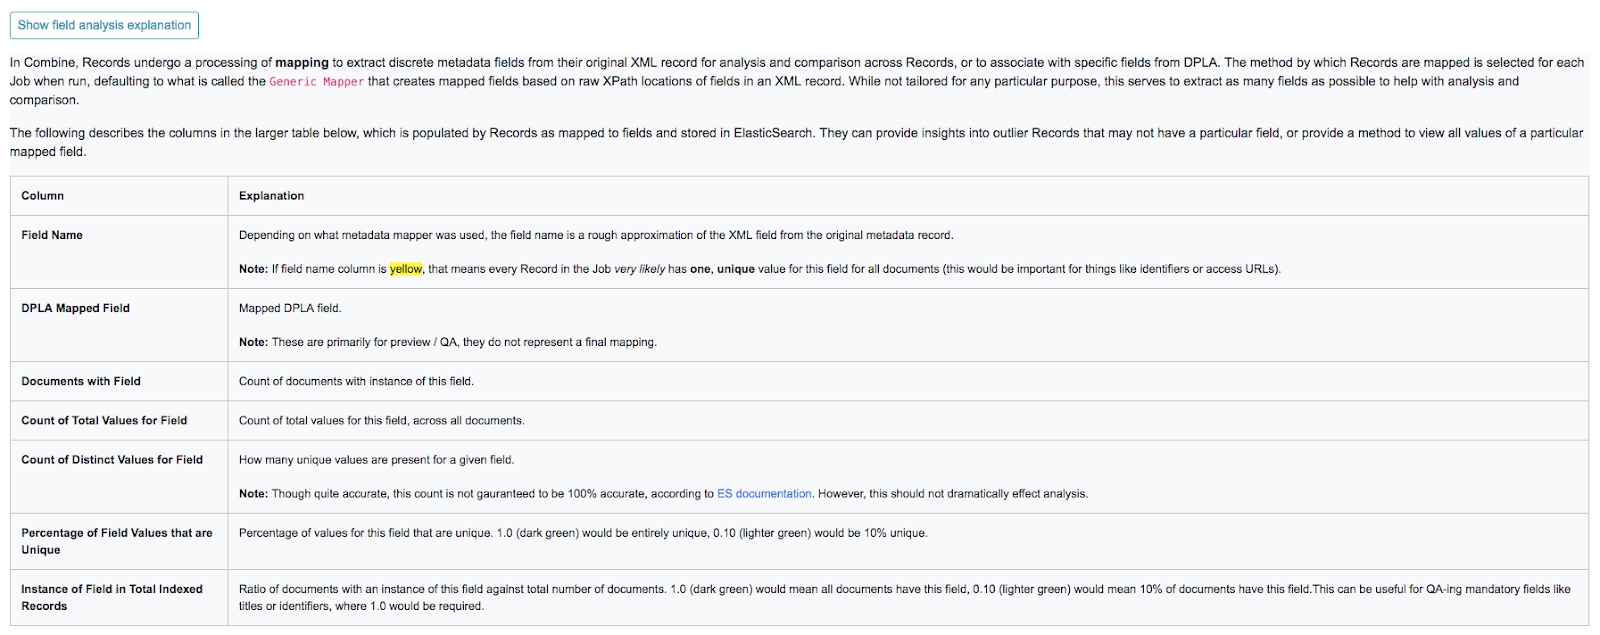 Show field analysis explanation
In Combine, Records undergo a processing of mapping to extract discrete metadata fields from their original XML record for analysis and comparison across Records, or to associate with specific fields from DPLA. The method by which Records are mapped is selected for each
Job when run, defaulting to what is called the Generic Mapper that creates mapped fields based on raw XPath locations of fields in an XML record. While not tailored for any particular purpose, this serves to extract as many fields as possible to help with analysis and
comparison.
The following describes the columns in the larger table below, which is populated by Records as mapped to fields and stored in ElasticSearch. They can provide insights into outlier Records that may not have a particular field, or provide a method to view all values of a particular
mapped field.
Column Explanation
Field Name Depending on what metadata mapper was used, the field name is a rough approximation of the XML field from the original metadata record.
Note: If field name column is yellow, that means every Record in the Job very likely has one, unique value for this field for all documents (this would be important for things like identifiers or access URLs).
DPLA Mapped Field Mapped DPLA field.
Note: These are primarily for preview / QA, they do not represent a final mapping.
Documents with Field Count of documents with instance of this field.
Count of Total Values for Field Count of total values for this field, across all documents.
Count of Distinct Values for Field How many unique values are present for a given field.
Note: Though quite accurate, this count is not gauranteed to be 100% accurate, according to ES documentation. However, this should not dramatically effect analysis.
Percentage of Field Values that are Percentage of values for this field that are unique. 1.0 (dark green) would be entirely unique, 0.10 (lighter green) would be 10% unique.
Unique
Instance of Field in Total Indexed Ratio of documents with an instance of this field against total number of documents. 1.0 (dark green) would mean all documents have this field, 0.10 (lighter green) would mean 10% of documents have this field.This can be useful for QA-ing mandatory fields like
Records titles or identifiers, where 1.0 would be required.